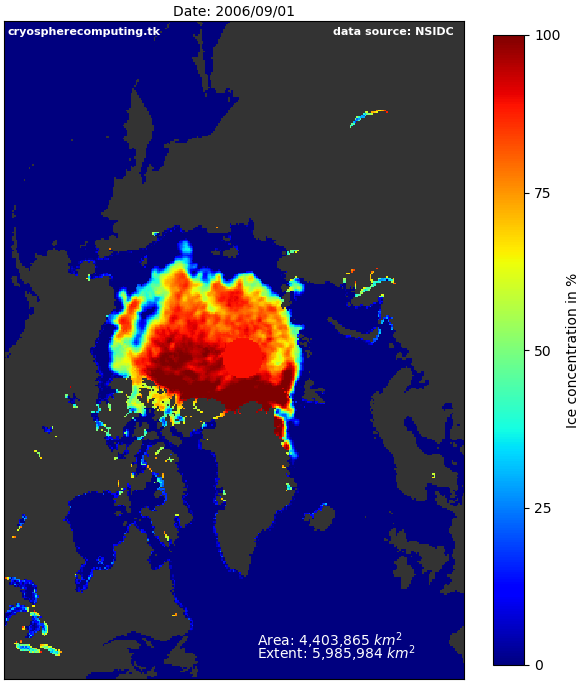 Date: 2006/09/01
cryospherecomputing.tk data source: NSIDC
100
75
50
25
0
Ice concentration in %
Area: 4,403,865 km²
Extent: 5,985,984 km²